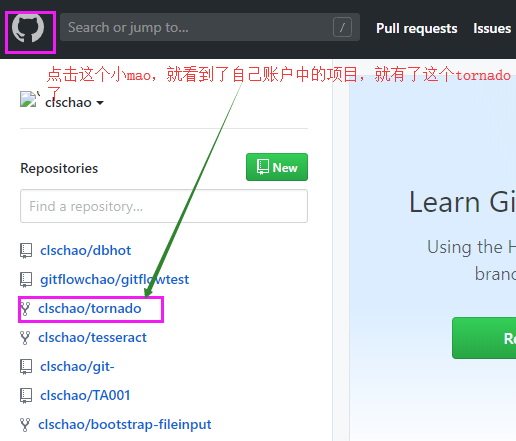 Search or jump to...
/
Pull requests
Issues
点击这个小mao，就看到了自己账户中的项目，就有了这个tornado
了
clschao
Repositories
New
Find a repository...
clschao/dbhot
gitflowchao/gitflowtest
clschao/tornado
clschao/tesseract
clschao/git-
clschao/TA001
clschao/bootstrap-fileinput
Learn Gi
Using the H
branc
Re